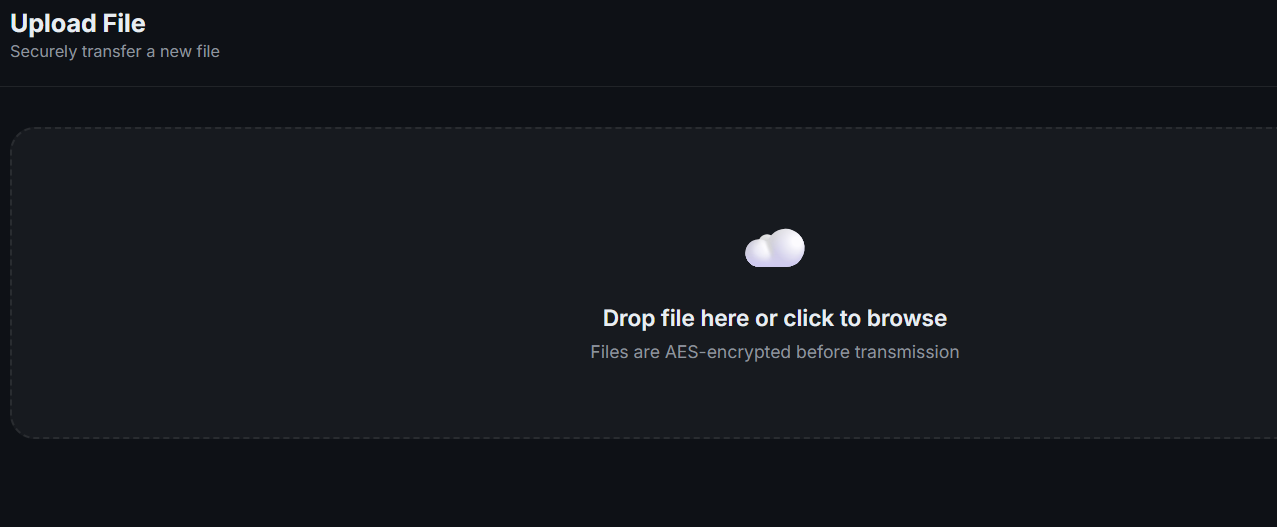 Upload File
Securely transfer a new file
Drop file here or click to browse
Files are AES-encrypted before transmission